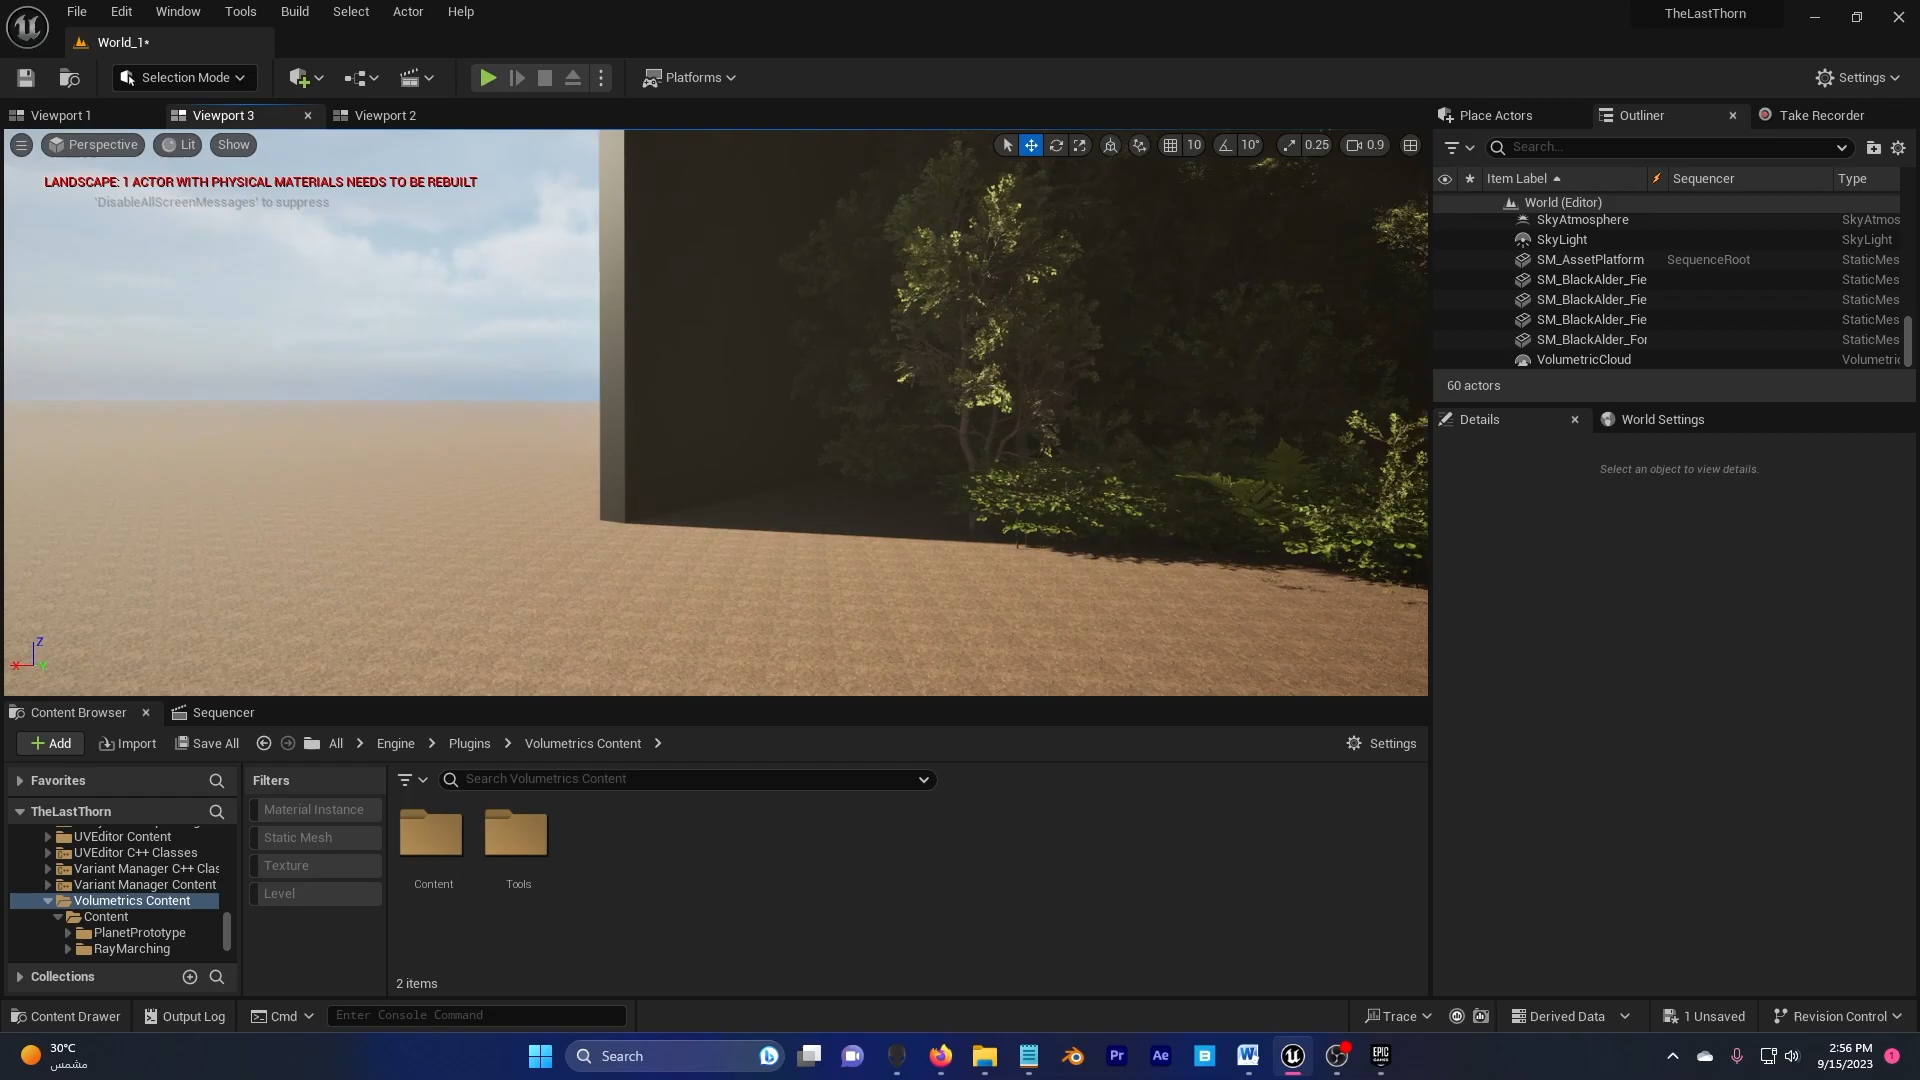 File Edit Window Tools Build Select Actor Help
TheLastThorn
World_1*
Selection Mode
Platforms
Settings
Viewport 1
Viewport 3
Viewport 2
Place Actors
Outliner
Take Recorder
Perspective
Lit
Show
10
10°
0.25
0.9
Search...
LANDSCAPE: 1 ACTOR WITH PHYSICAL MATERIALS NEEDS TO BE REBUILT
'DisableAllScreenMessages' to suppress
Item Label
Sequencer
Type
World (Editor)
SkyAtmosphere SkyAtmos
SkyLight SkyLight
SM_AssetPlatform SequenceRoot StaticMes
SM_BlackAlder_Fie StaticMes
SM_BlackAlder_Fie StaticMes
SM_BlackAlder_Fie StaticMes
SM_BlackAlder_For StaticMes
VolumetricCloud Volumetric
60 actors
Details
World Settings
Select an object to view details.
Z
X
Y
Content Browser
Sequencer
Add
Import
Save All
All
Engine
Plugins
Volumetrics Content
Settings
Favorites
TheLastThorn
UVEditor Content
UVEditor C++ Classes
Variant Manager C++ Clas
Variant Manager Content
Volumetrics Content
Content
PlanetPrototype
RayMarching
Collections
Filters
Material Instance
Static Mesh
Texture
Level
Search Volumetrics Content
Content
Tools
2 items
Content Drawer
Output Log
Cmd
Enter Console Command
Trace
Derived Data
1 Unsaved
Revision Control
30°C
مشمس
Search
Pr
Ae
B
W
EPIC
GAMES
2:56 PM
9/15/2023
1